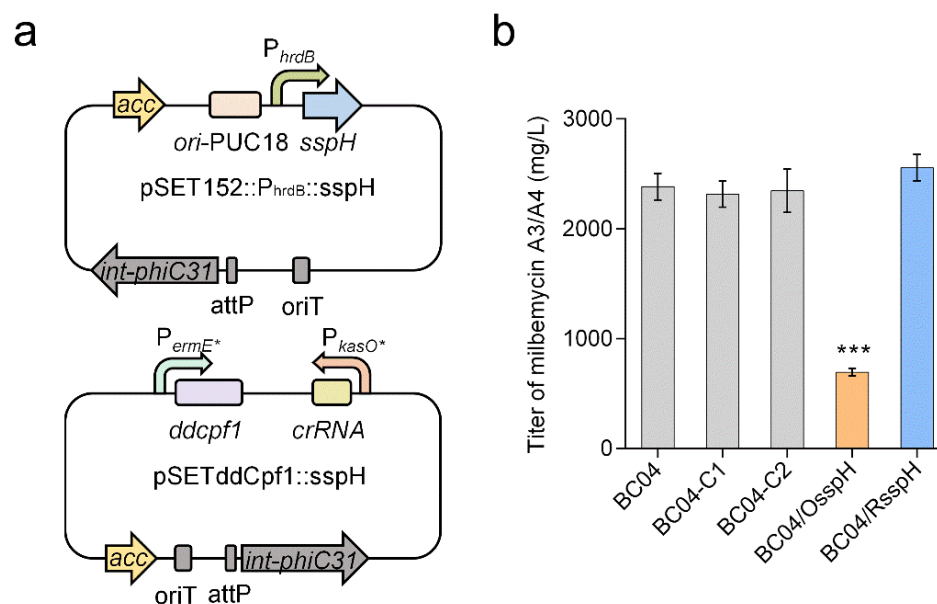 a
P hrdB
acc
ori-PUC18 sspH
pSET152::PhrdB::sspH
int-phiC31
attP
oriT
P ermE*
P kasO*
ddcpf1
crRNA
pSETddCpf1::sspH
acc
int-phiC31
oriT
attP
b
Titer of milbemycin A3/A4 (mg/L)
3000
2000
1000
0
***
BC04
BC04-C1
BC04-C2
BC04/OsspH
BC04/RsspH